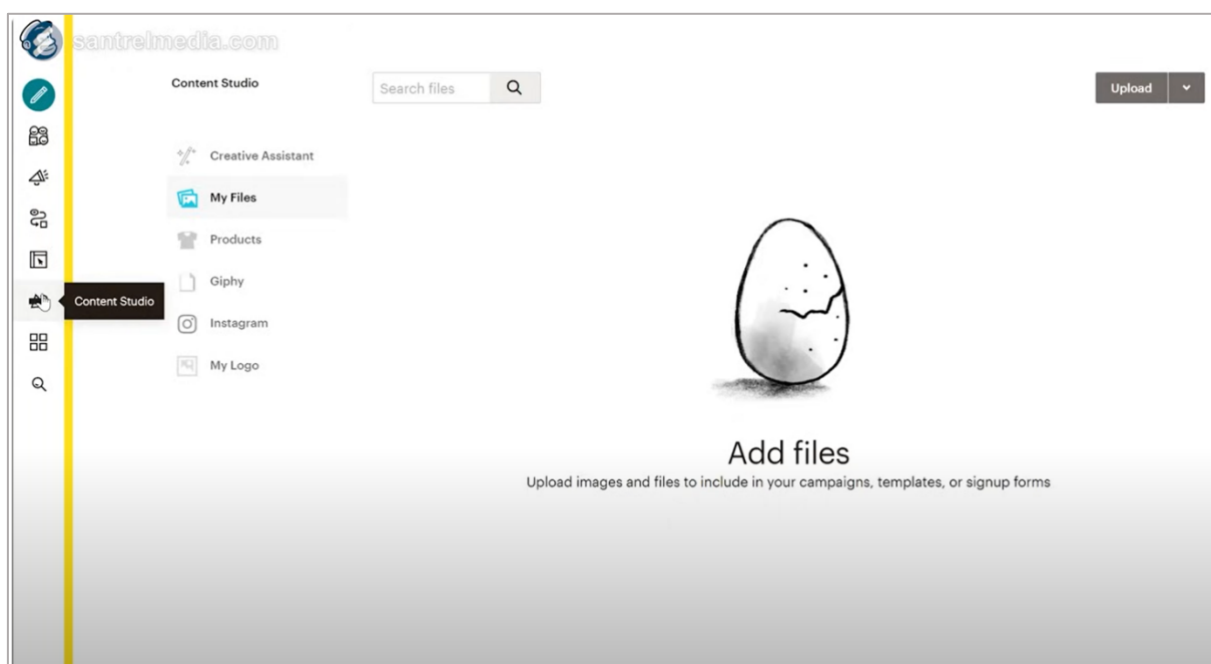 santrelmedia.com
Content Studio
Search files
Upload
Creative Assistant
My Files
Products
Content Studio
Giphy
Instagram
My Logo
Add files
Upload images and files to include in your campaigns, templates, or signup forms